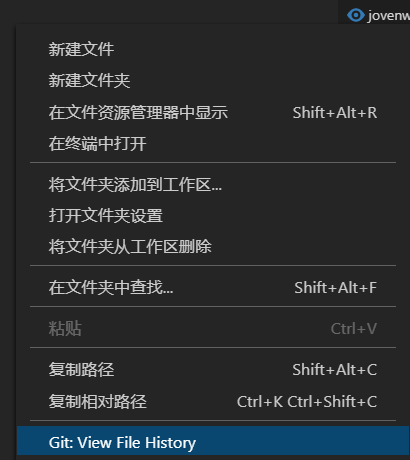 jovenw
新建文件
新建文件夹
在文件资源管理器中显示 Shift+Alt+R
在终端中打开
将文件夹添加到工作区...
打开文件夹设置
将文件夹从工作区删除
在文件夹中查找... Shift+Alt+F
粘贴 Ctrl+V
复制路径 Shift+Alt+C
复制相对路径 Ctrl+K Ctrl+Shift+C
Git: View File History